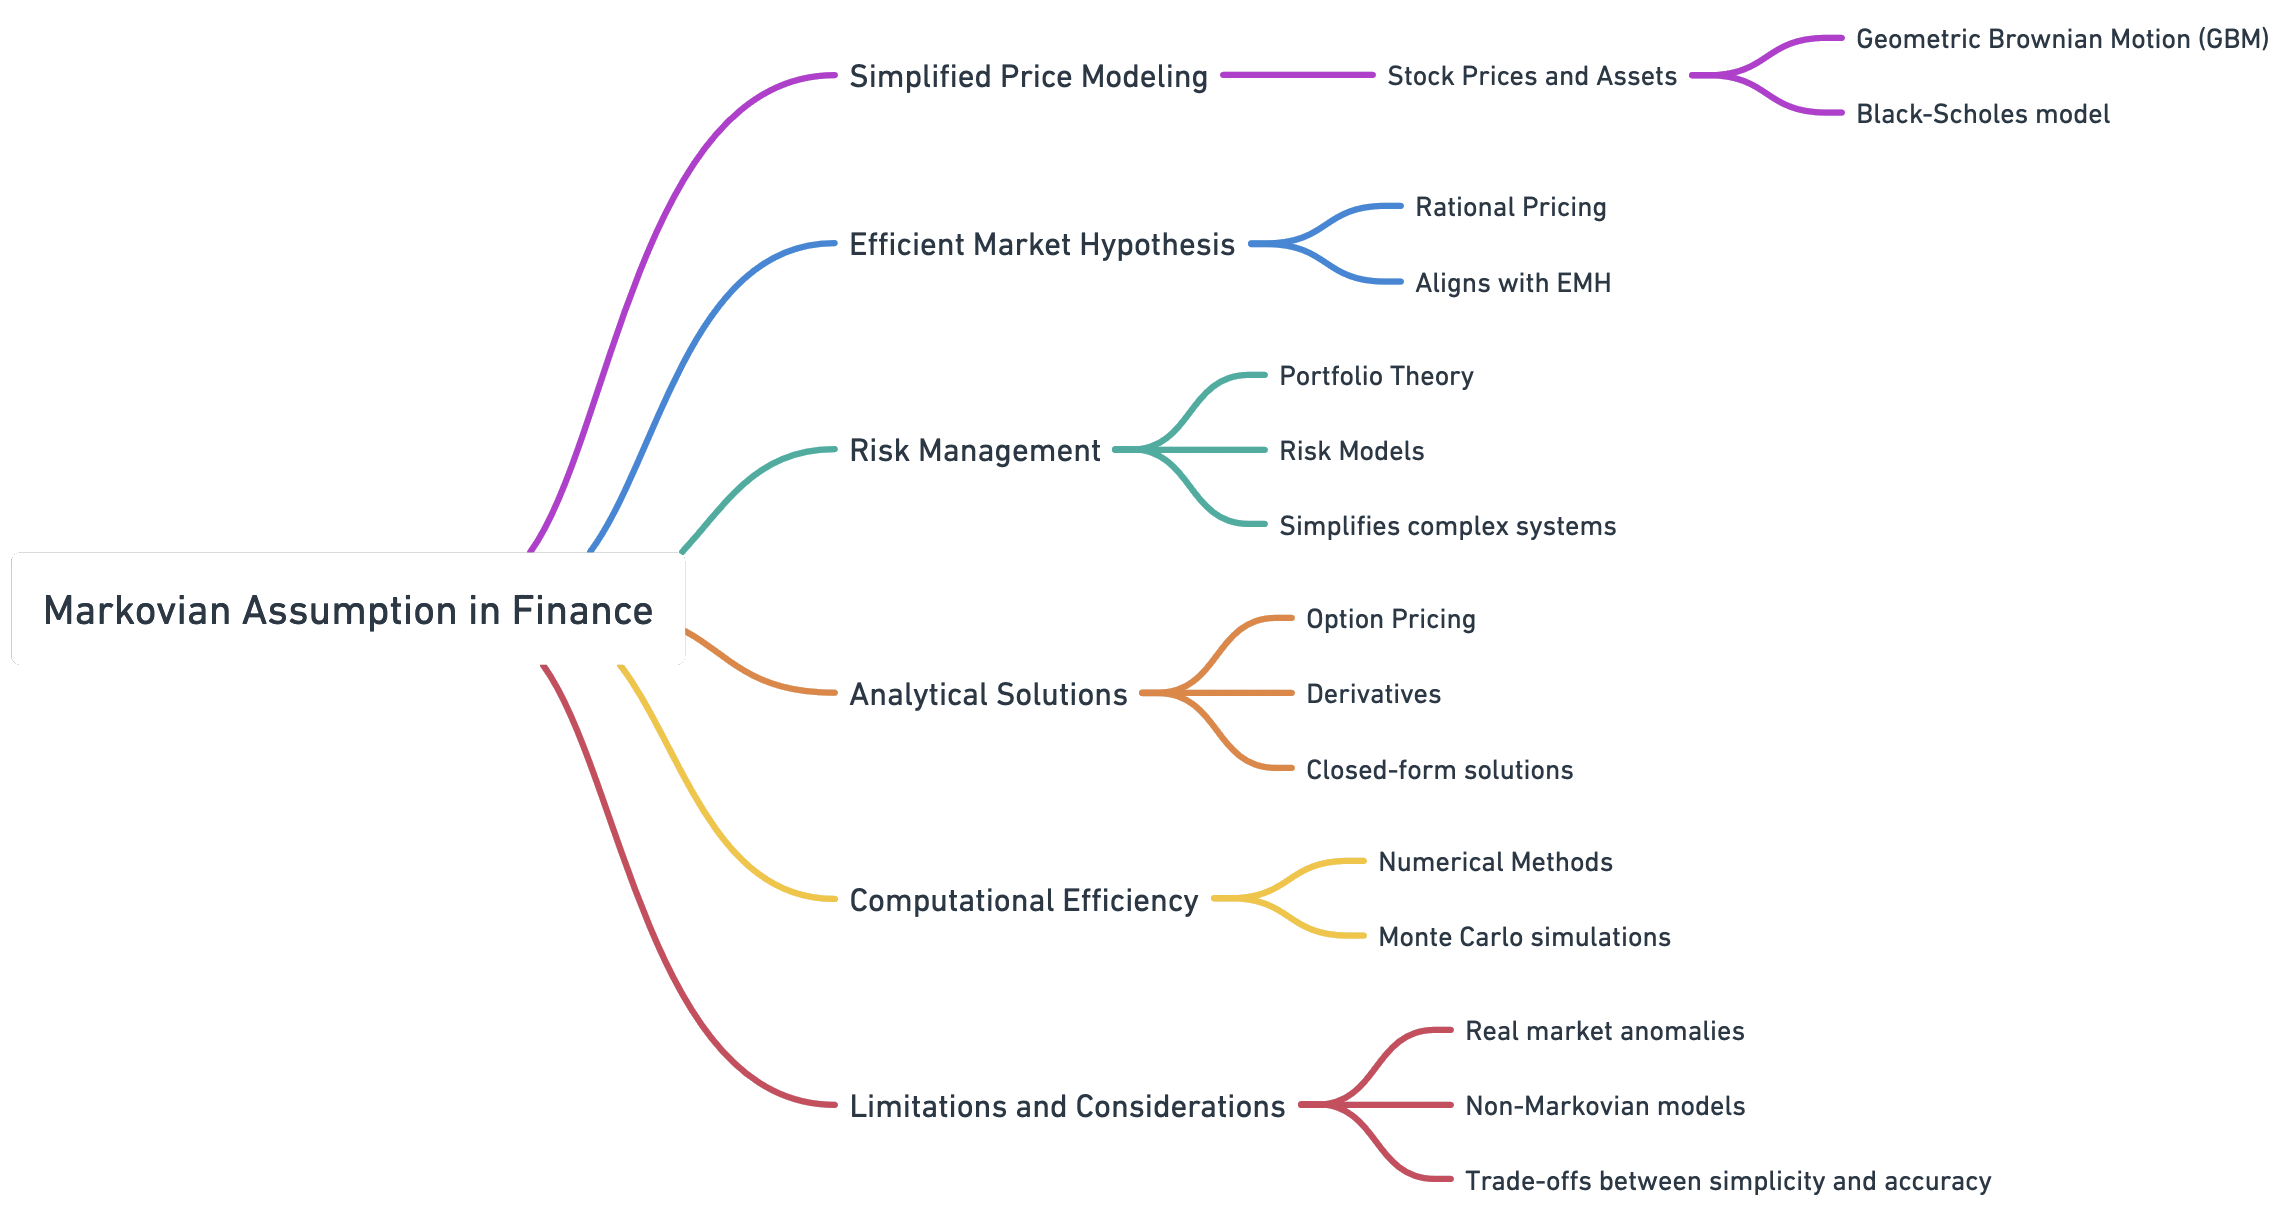 Markovian Assumption in Finance
Simplified Price Modeling
Stock Prices and Assets
Geometric Brownian Motion (GBM)
Black-Scholes model
Efficient Market Hypothesis
Rational Pricing
Aligns with EMH
Risk Management
Portfolio Theory
Risk Models
Simplifies complex systems
Analytical Solutions
Option Pricing
Derivatives
Closed-form solutions
Computational Efficiency
Numerical Methods
Monte Carlo simulations
Limitations and Considerations
Real market anomalies
Non-Markovian models
Trade-offs between simplicity and accuracy